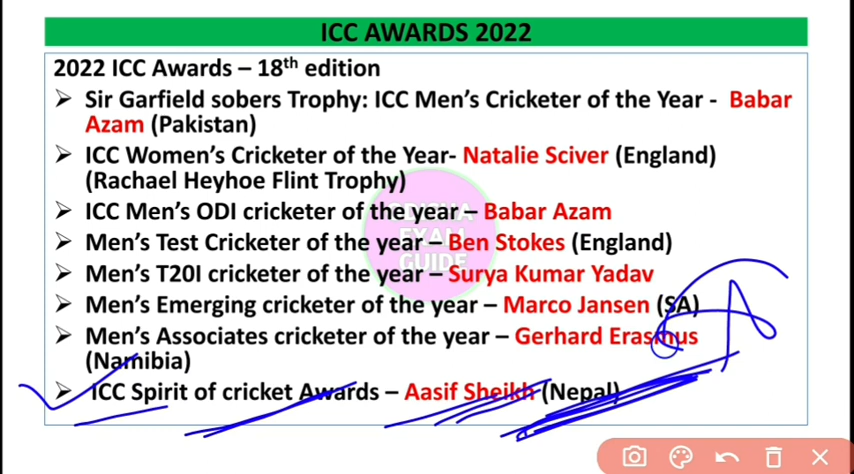 ICC AWARDS 2022
2022 ICC Awards – 18th edition
➢ Sir Garfield sobers Trophy: ICC Men's Cricketer of the Year - Babar
Azam (Pakistan)
➢ ICC Women's Cricketer of the Year- Natalie Sciver (England)
(Rachael Heyhoe Flint Trophy)
➢ ICC Men's ODI cricketer of the year – Babar Azam
➢ Men's Test Cricketer of the year – Ben Stokes (England)
➢ Men's T20I cricketer of the year – Surya Kumar Yadav
➢ Men's Emerging cricketer of the year – Marco Jansen (SA)
➢ Men's Associates cricketer of the year – Gerhard Erasmus
(Namibia)
➢ ICC Spirit of cricket Awards – Aasif Sheikh (Nepal)
ODISHA
EXAM
GUIDE